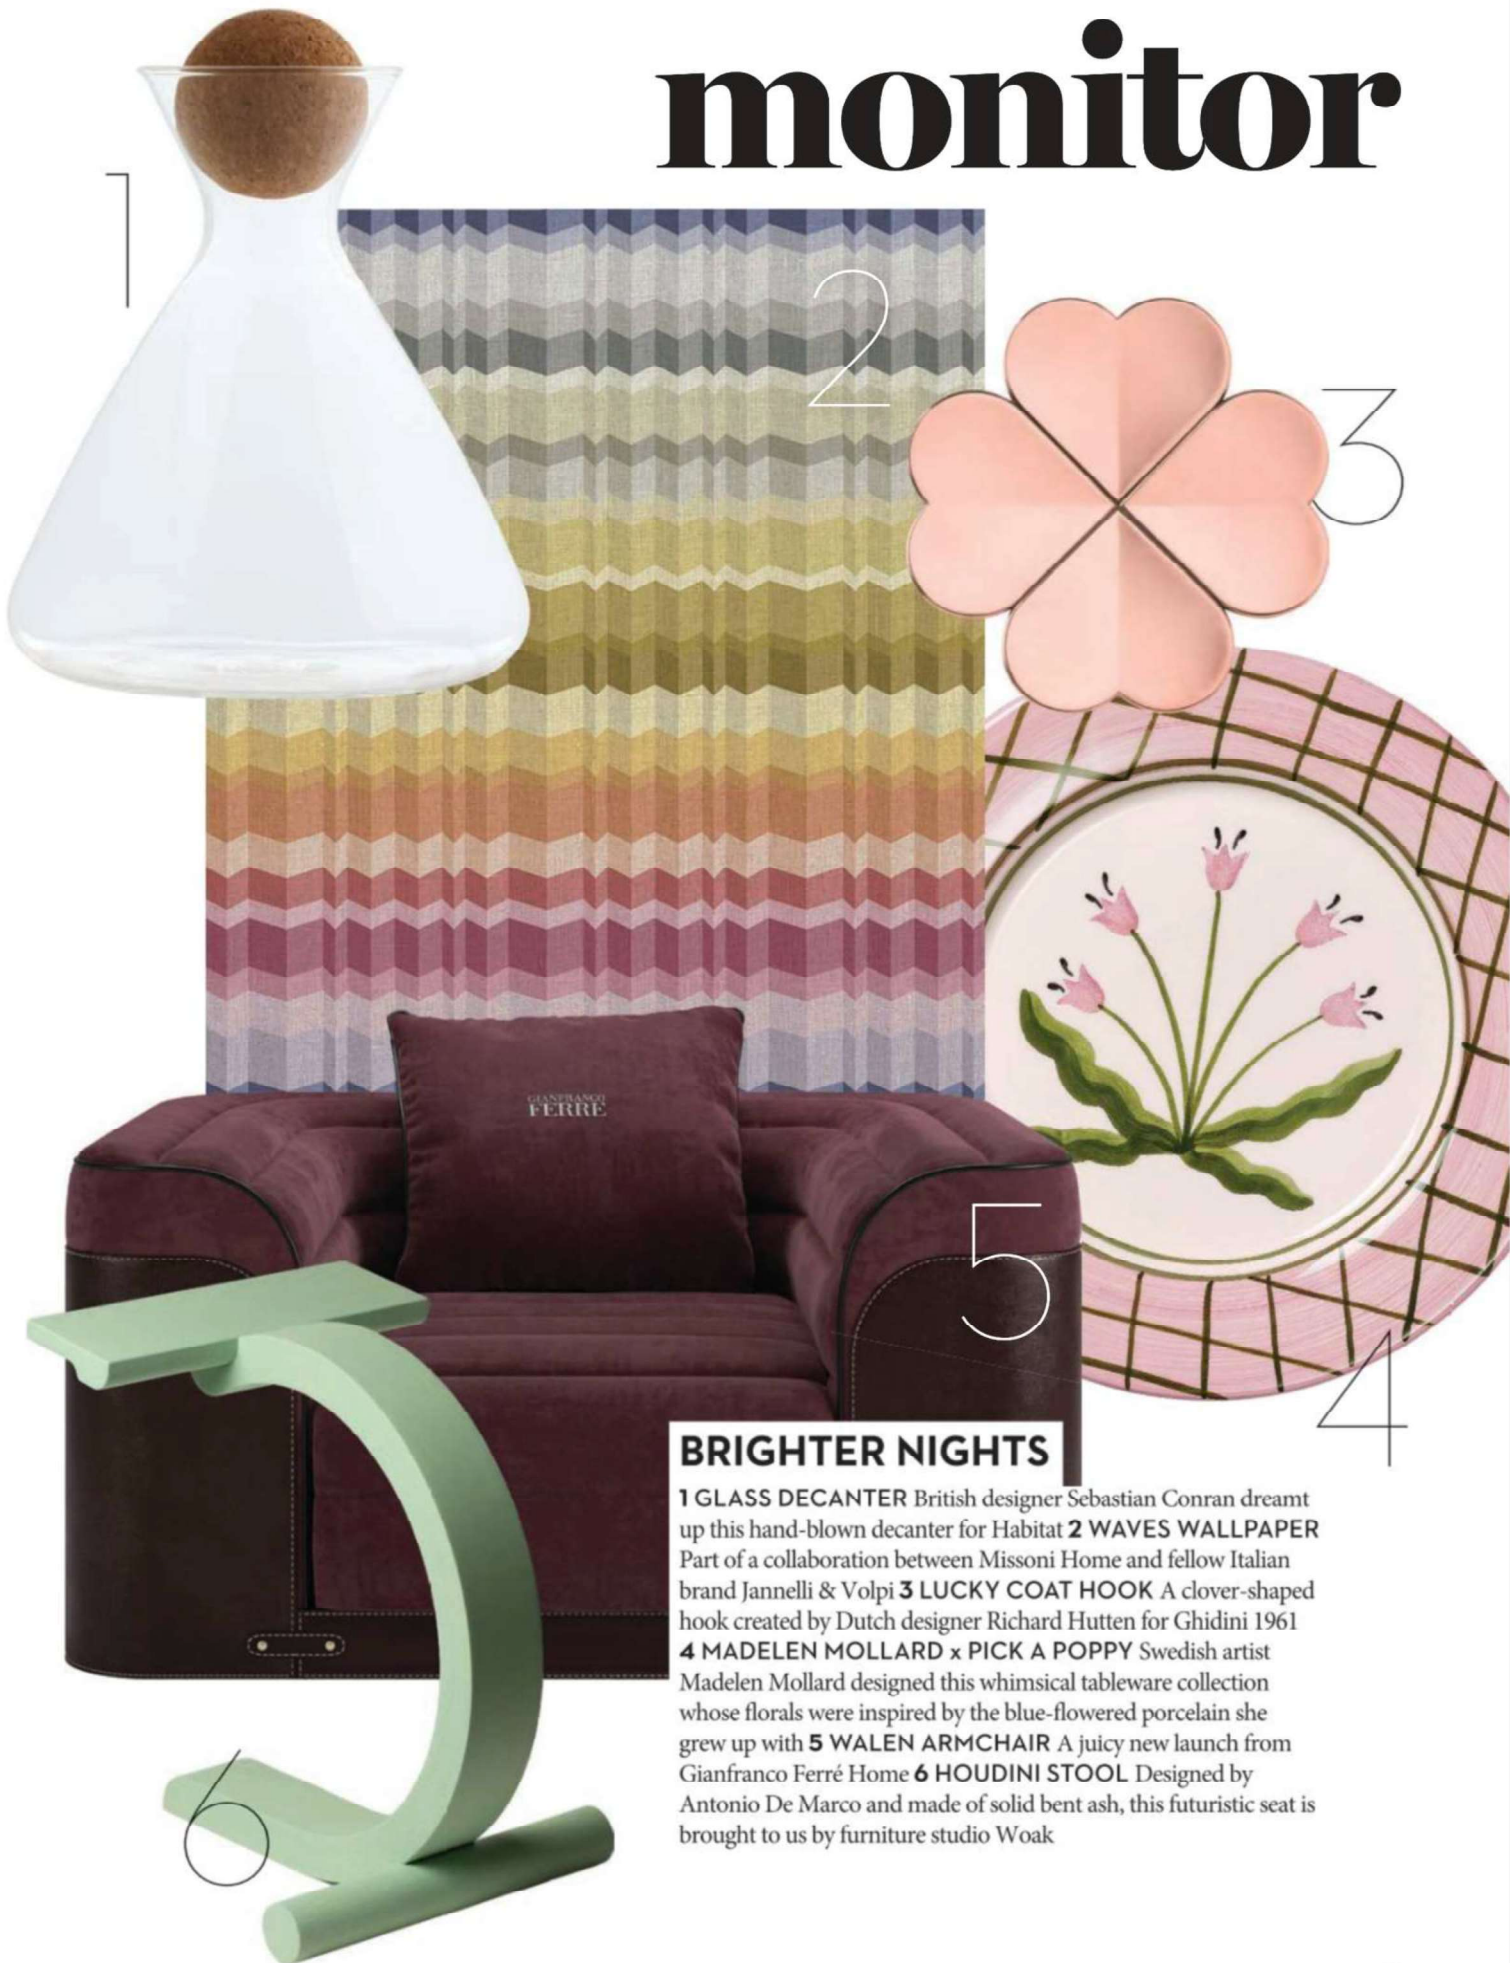 monitor
1
2
3
GIANFRANCO
FERRE
5
4
6
BRIGHTER NIGHTS
1 GLASS DECANTER British designer Sebastian Conran dreamt
up this hand-blown decanter for Habitat 2 WAVES WALLPAPER
Part of a collaboration between Missoni Home and fellow Italian
brand Jannelli & Volpi 3 LUCKY COAT HOOK A clover-shaped
hook created by Dutch designer Richard Hutten for Ghidini 1961
4 MADELEN MOLLARD x PICK A POPPY Swedish artist
Madelen Mollard designed this whimsical tableware collection
whose florals were inspired by the blue-flowered porcelain she
grew up with 5 WALEN ARMCHAIR A juicy new launch from
Gianfranco Ferré Home 6 HOUDINI STOOL Designed by
Antonio De Marco and made of solid bent ash, this futuristic seat is
brought to us by furniture studio Woak